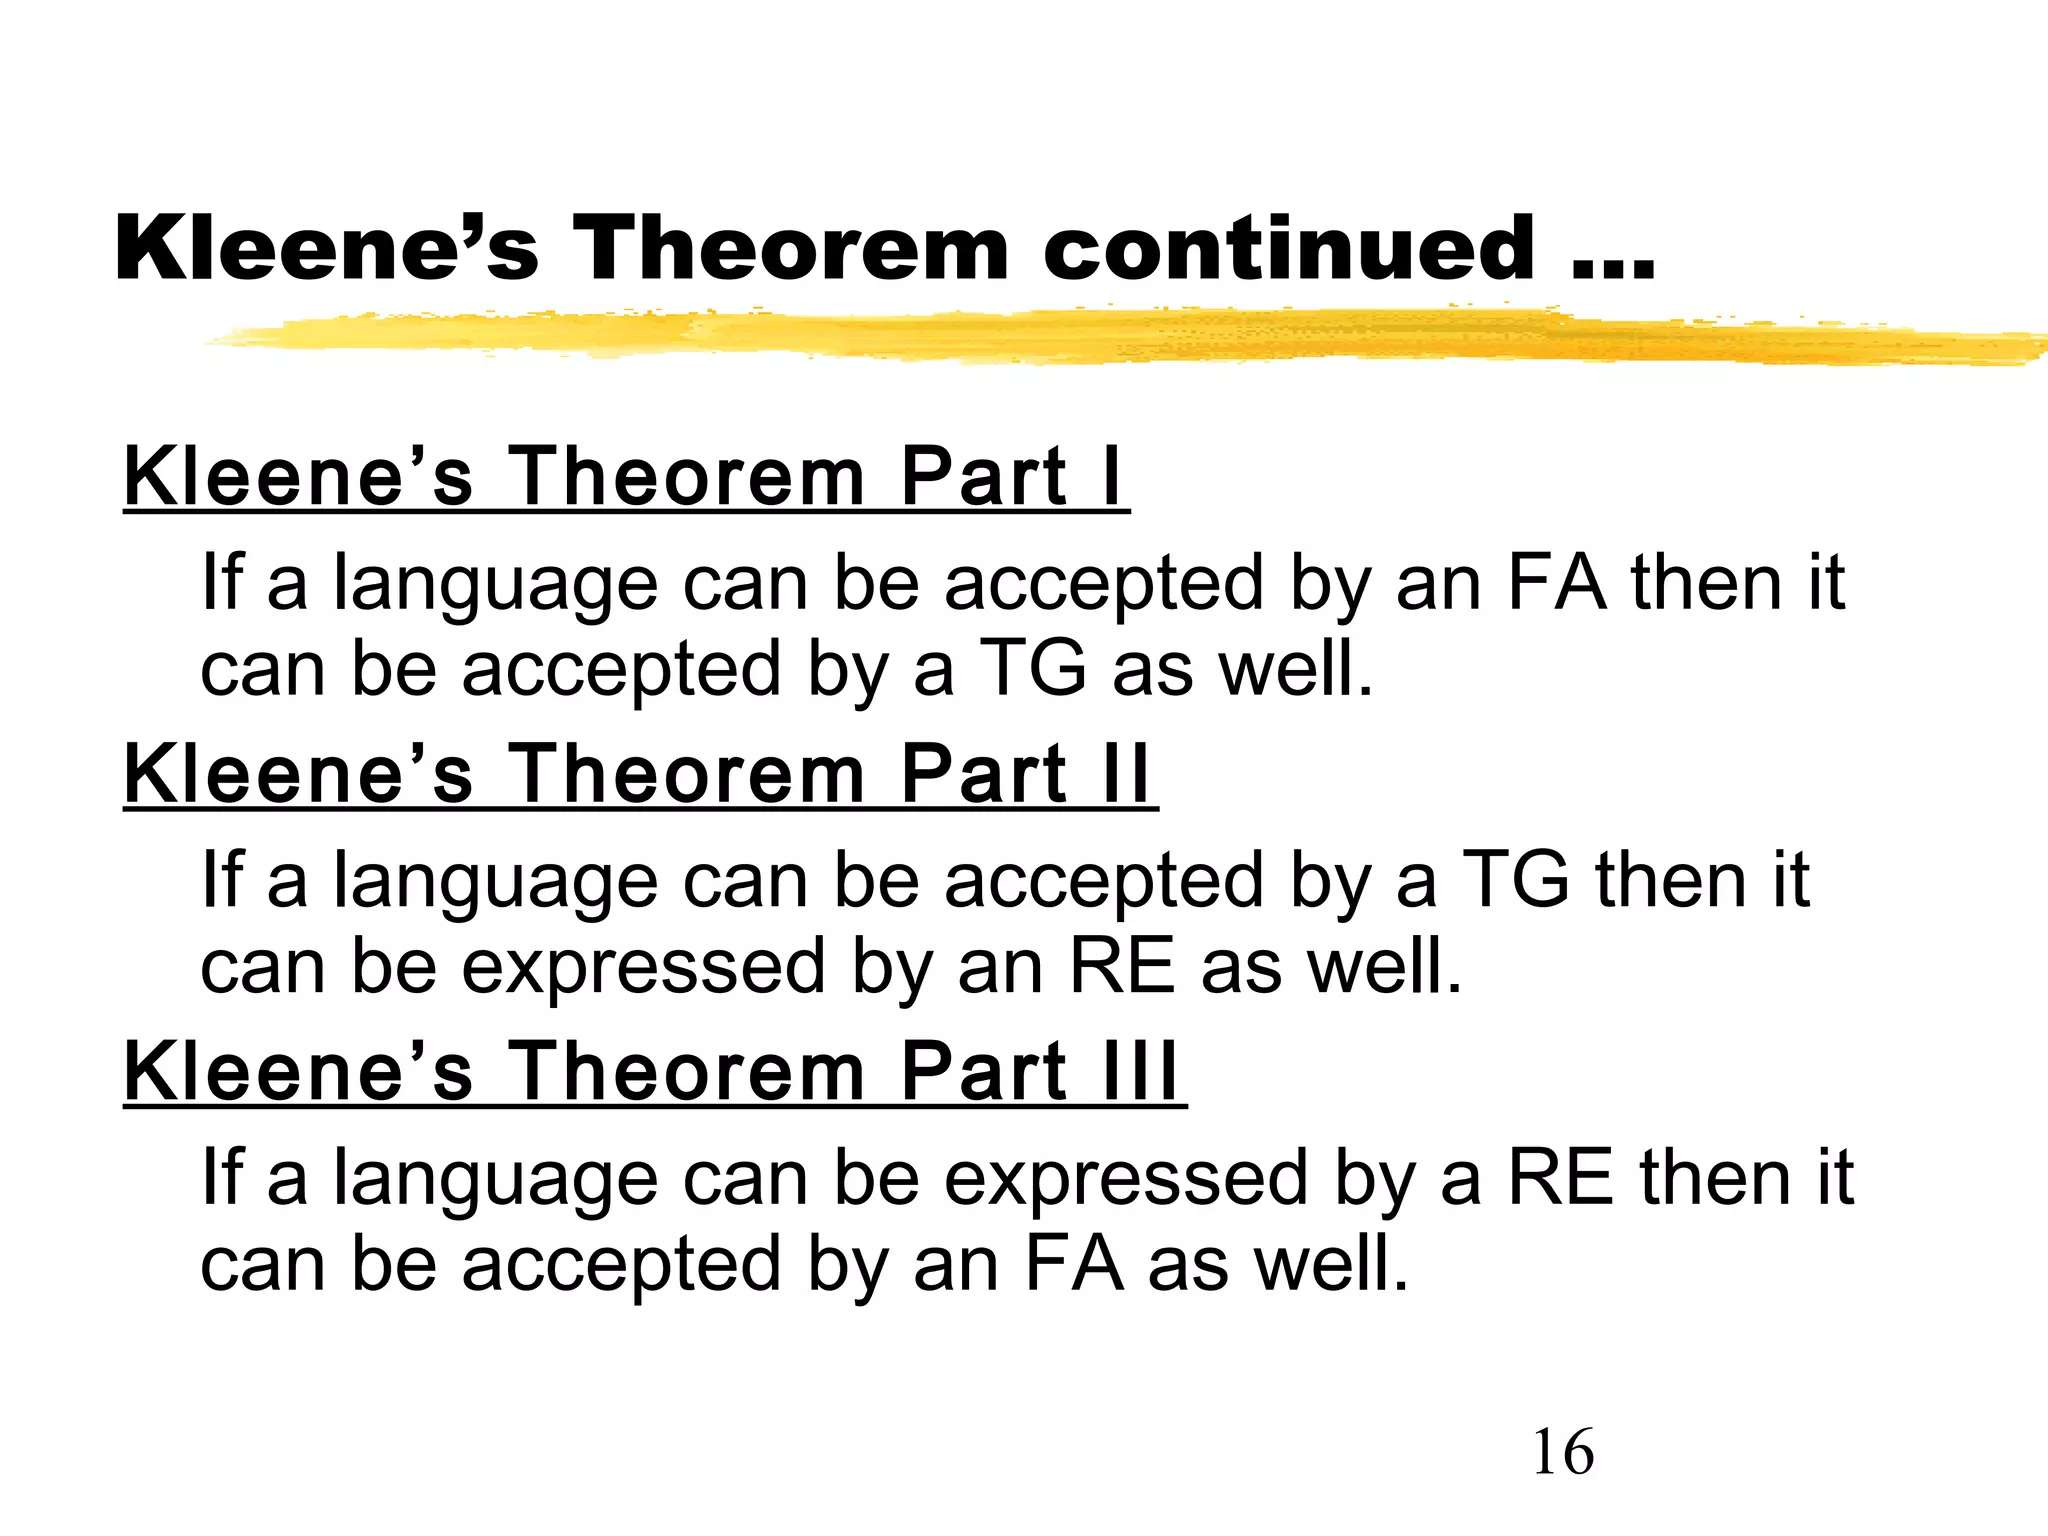 Kleene’s Theorem continued …
Kleene’s Theorem Part I
If a language can be accepted by an FA then it
can be accepted by a TG as well.
Kleene’s Theorem Part II
If a language can be accepted by a TG then it
can be expressed by an RE as well.
Kleene’s Theorem Part III
If a language can be expressed by a RE then it
can be accepted by an FA as well.
16